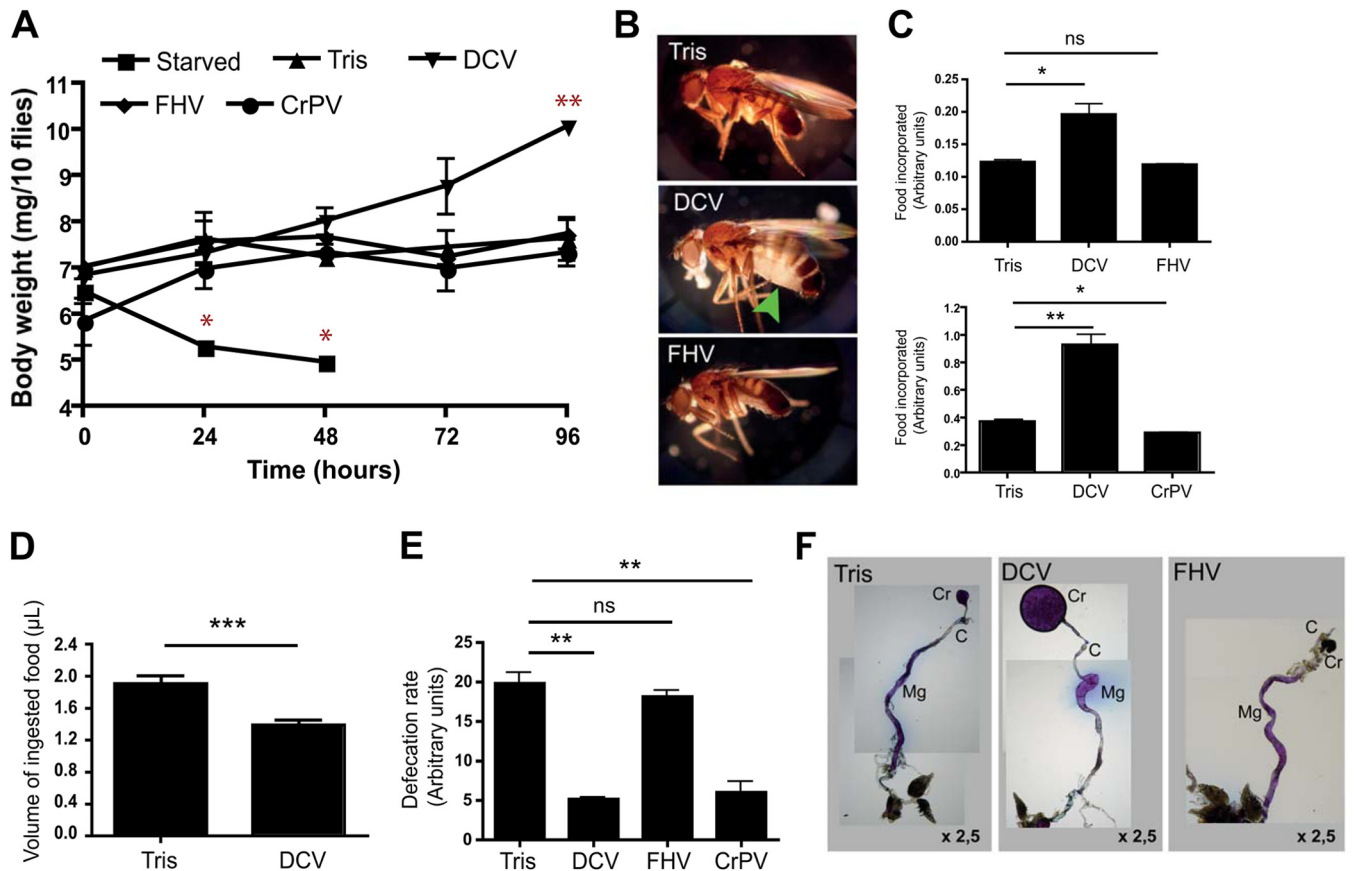 A
Starved Tris DCV
FHV CrPV
Body weight (mg/10 flies)
11
10
9
8
7
6
5
4
**
*
*
0 24 48 72 96
Time (hours)
B
Tris
DCV
FHV
C
Food incorporated
(Arbitrary units)
0.25
0.20
0.15
0.10
0.05
0.00
ns
*
Tris DCV FHV
Food incorporated
(Arbitrary units)
1.2
1.0
0.8
0.6
0.4
0.2
0.0
*
**
Tris DCV CrPV
D
Volume of ingested food (µL)
2.4
2.0
1.6
1.2
0.8
0.4
0.0
***
Tris DCV
E
Defecation rate
(Arbitrary units)
25
20
15
10
5
0
**
ns
**
Tris DCV FHV CrPV
F
Tris
Cr
C
Mg
x 2,5
DCV
Cr
C
Mg
x 2,5
FHV
C
Cr
Mg
x 2,5